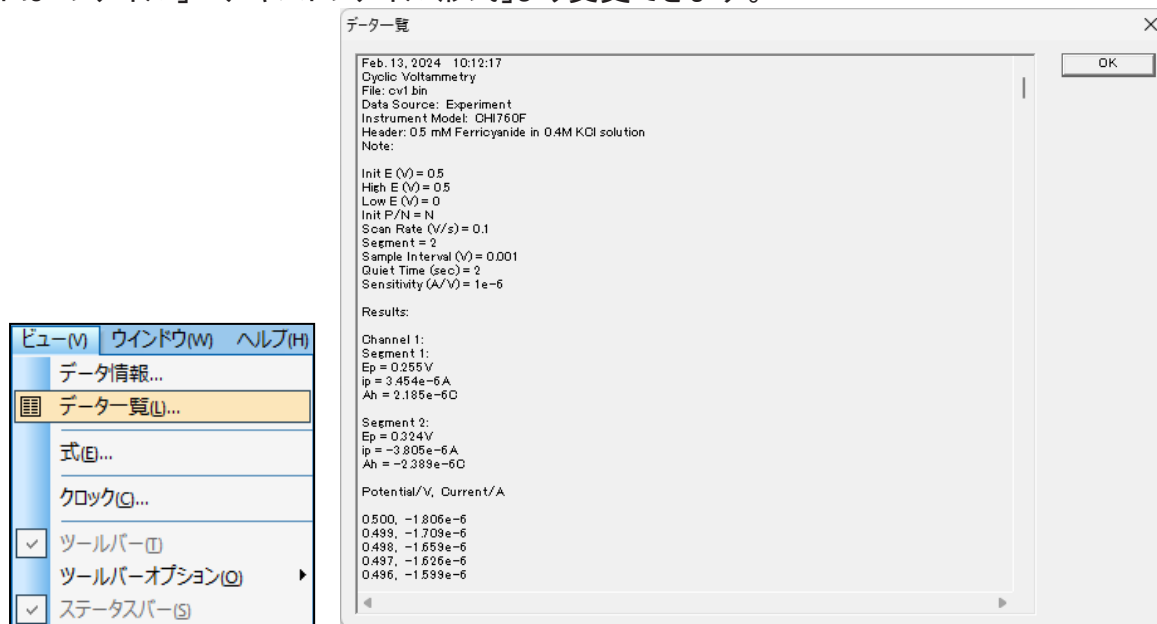 より変更できます。
データ一覧
OK
Feb. 13, 2024 10:12:17
Cyclic Voltammetry
File: cv1.bin
Data Source: Experiment
Instrument Model: CHI760F
Header: 0.5 mM Ferricyanide in 0.4M KCl solution
Note:
Init E (V) = 0.5
High E (V) = 0.5
Low E (V) = 0
Init P/N = N
Scan Rate (V/s) = 0.1
Segment = 2
Sample Interval (V) = 0.001
Quiet Time (sec) = 2
Sensitivity (A/V) = 1e-6
Results:
Channel 1:
Segment 1:
Ep = 0.255V
ip = 3.454e-6A
Ah = 2.185e-6C
Segment 2:
Ep = 0.324V
ip = -3.805e-6A
Ah = -2.389e-6C
Potential/V, Current/A
0.500, -1.806e-6
0.499, -1.709e-6
0.498, -1.659e-6
0.497, -1.626e-6
0.496, -1.599e-6
ビュー(V) ウインドウ(W) ヘルプ(H)
データ情報...
データ一覧(L)...
式(E)...
クロック(C)...
ツールバー(T)
ツールバーオプション(O)
ステータスバー(S)